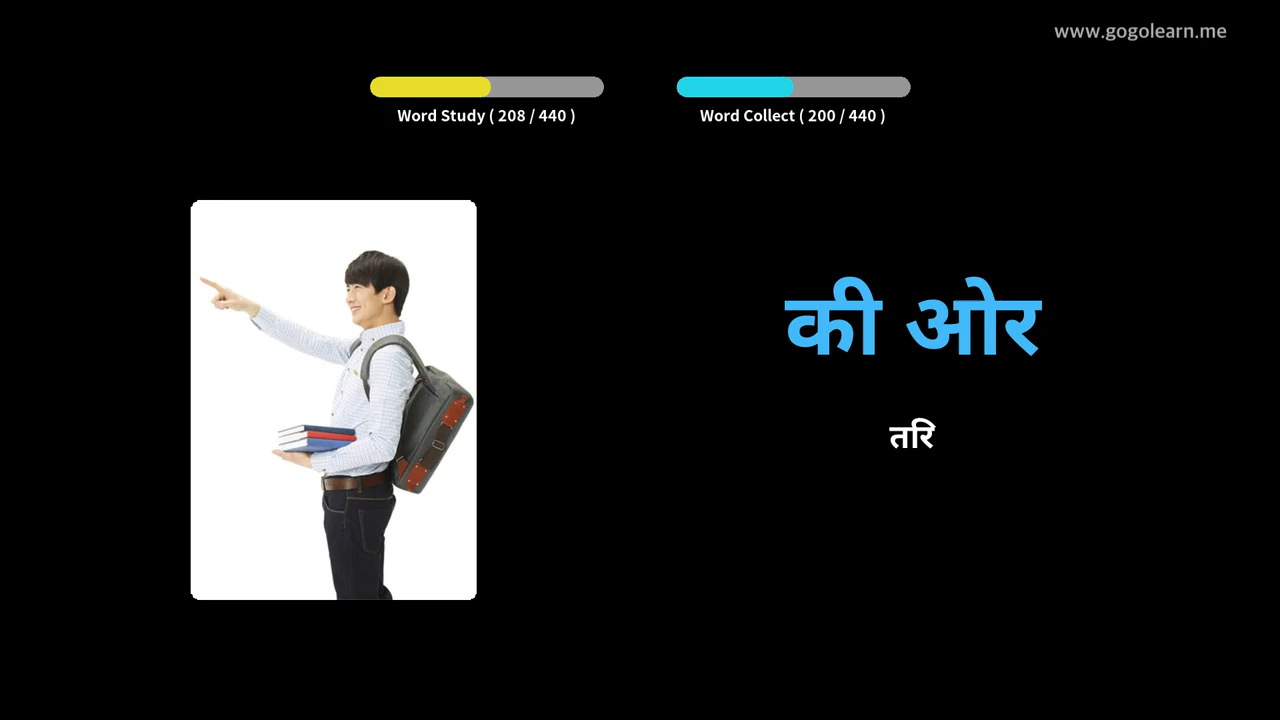 www.gogolearn.me
Word Study ( 208 / 440 )
Word Collect ( 200 / 440 )
की ओर
तरि